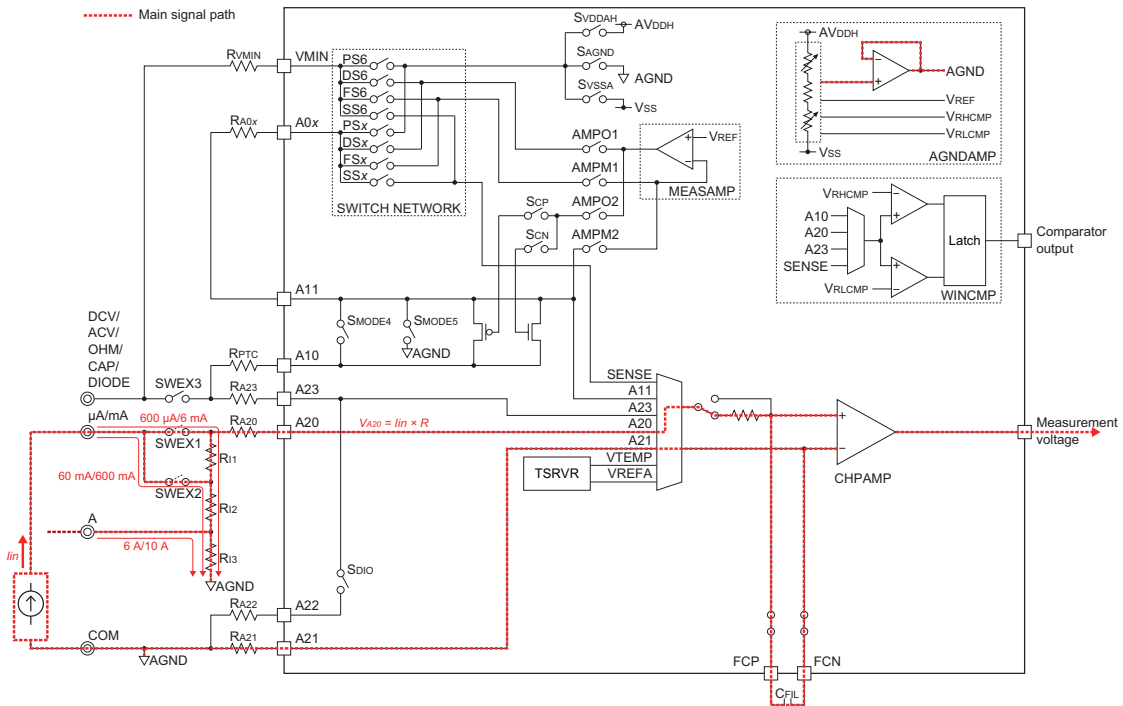 Main signal path
RVMIN
VMIN
PS6
DS6
FS6
SS6
PSx
DSx
FSx
SSx
SWITCH NETWORK
RA0x
A0x
SVDDAH
AVDDH
SAGND
AGND
SVSSA
VSS
AMPO1
AMPM1
AMPO2
AMPM2
VREF
MEASAMP
SCP
SCN
AVDDH
AGND
VREF
VRHCMP
VRLCMP
VSS
AGNDAMP
VRHCMP
A10
A20
A23
SENSE
VRLCMP
Latch
WINCMP
Comparator
output
A11
SMODE4
SMODE5
AGND
DCV/
ACV/
OHM/
CAP/
DIODE
RPTC
A10
SWEX3
RA23
A23
µA/mA
600 µA/6 mA
SWEX1
RA20
A20
VA20 = Iin × R
RI1
60 mA/600 mA
SWEX2
RI2
A
6 A/10 A
RI3
AGND
Iin
SENSE
A11
A23
A20
A21
VTEMP
VREFA
TSRVR
CHPAMP
Measurement
voltage
SDIO
RA22
A22
COM
RA21
A21
AGND
FCP
FCN
CFIL